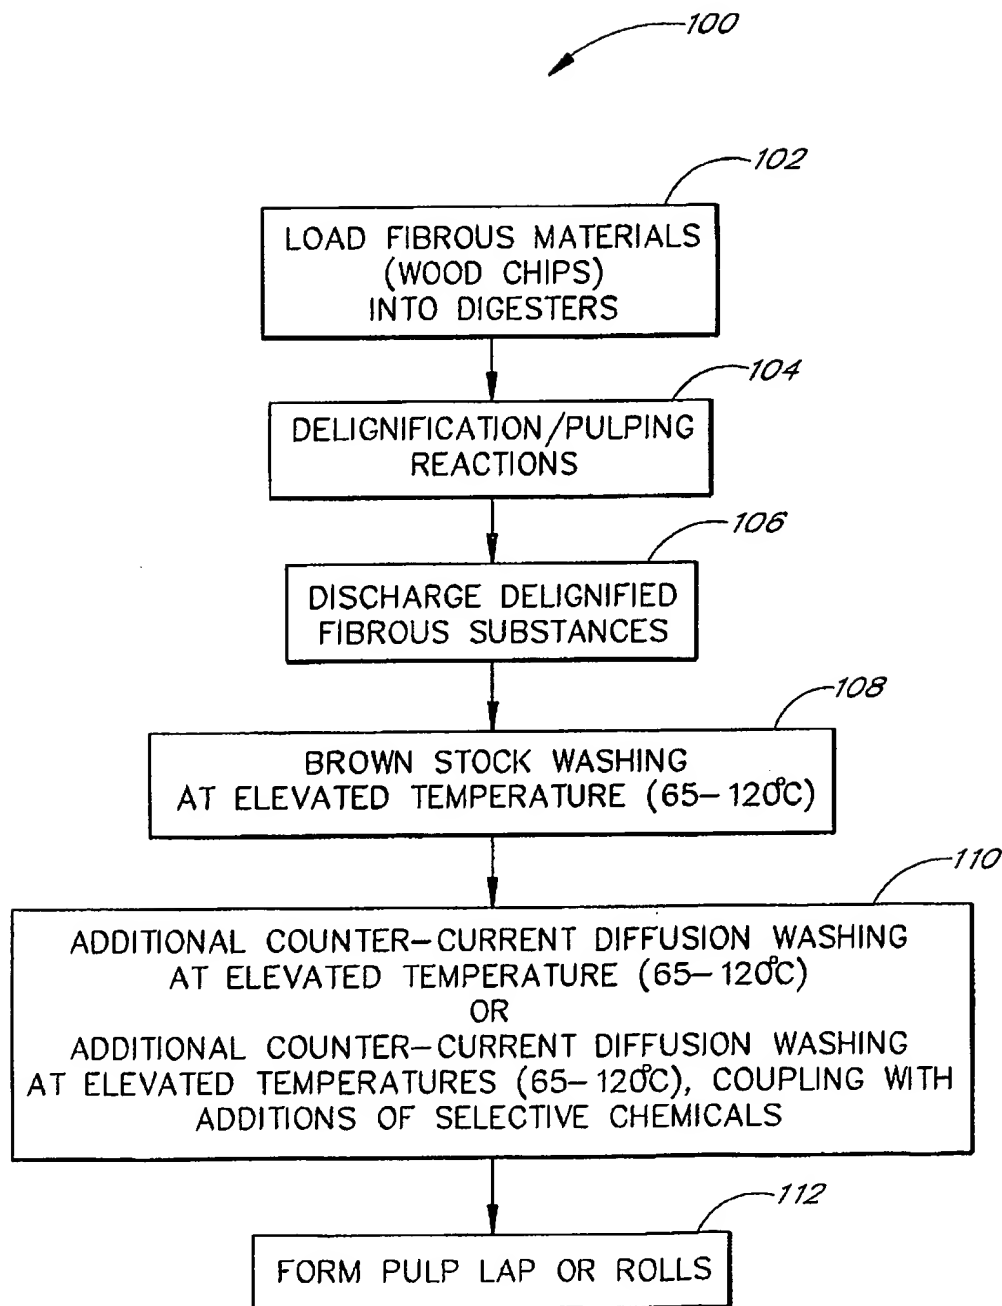 100
102
LOAD FIBROUS MATERIALS
(WOOD CHIPS)
INTO DIGESTERS
104
DELIGNIFICATION/PULPING
REACTIONS
106
DISCHARGE DELIGNIFIED
FIBROUS SUBSTANCES
108
BROWN STOCK WASHING
AT ELEVATED TEMPERATURE (65-120°C)
110
ADDITIONAL COUNTER-CURRENT DIFFUSION WASHING
AT ELEVATED TEMPERATURE (65-120°C)
OR
ADDITIONAL COUNTER-CURRENT DIFFUSION WASHING
AT ELEVATED TEMPERATURES (65-120°C), COUPLING WITH
ADDITIONS OF SELECTIVE CHEMICALS
112
FORM PULP LAP OR ROLLS